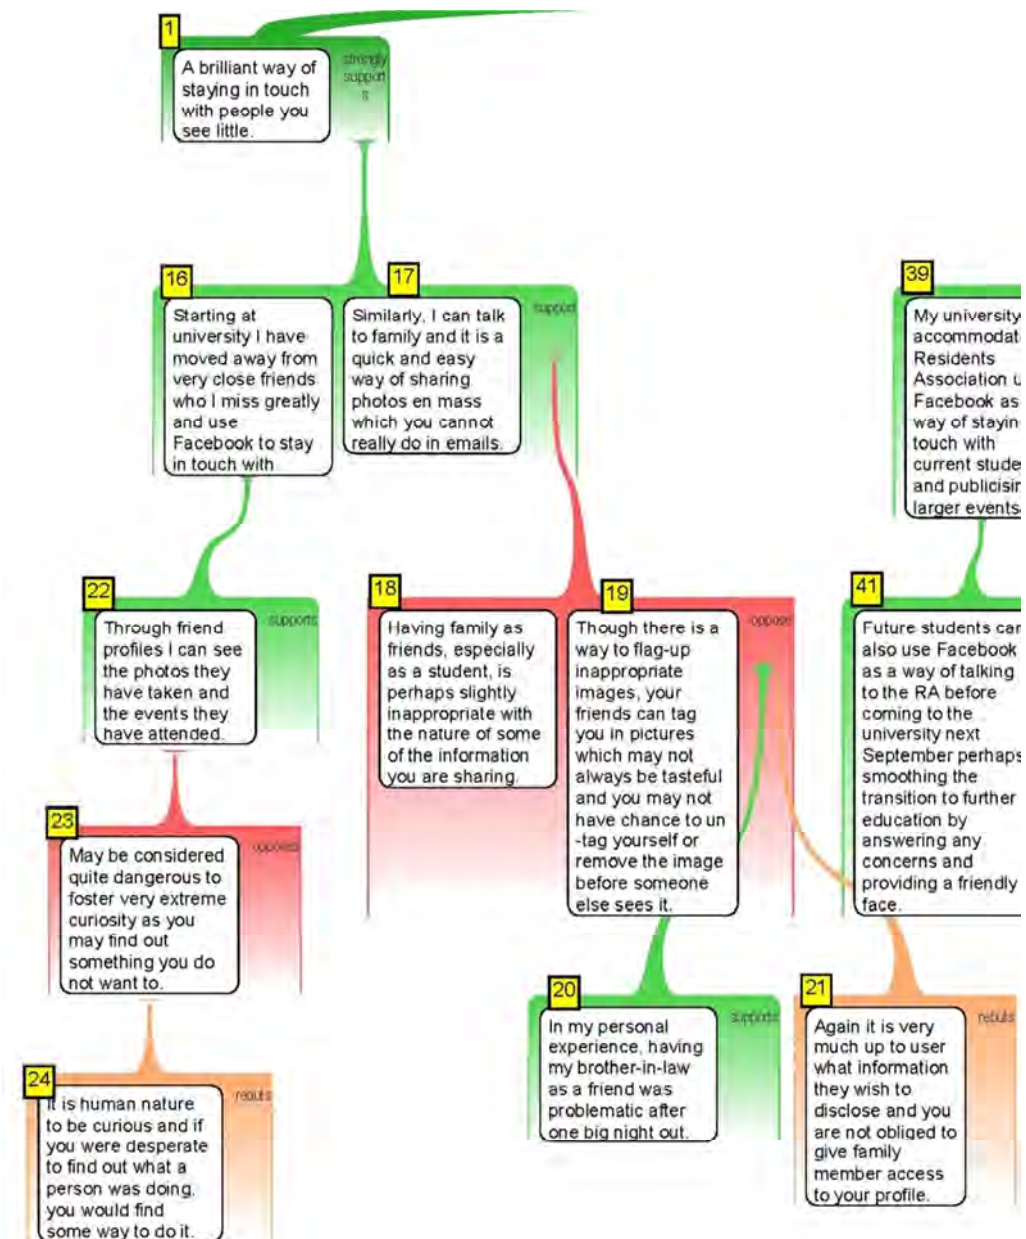 1
A brilliant way of
staying in touch
with people you
see little.
strongly
support
s
16
Starting at
university I have
moved away from
very close friends
who I miss greatly
and use
Facebook to stay
in touch with
17
Similarly, I can talk
to family and it is a
quick and easy
way of sharing
photos en mass
which you cannot
really do in emails.
support
39
My university
accommodat
Residents
Association u
Facebook as
way of stayin
touch with
current stude
and publicisin
larger events
22
Through friend
profiles I can see
the photos they
have taken and
the events they
have attended.
supports
18
Having family as
friends, especially
as a student, is
perhaps slightly
inappropriate with
the nature of some
of the information
you are sharing.
19
Though there is a
way to flag-up
inappropriate
images, your
friends can tag
you in pictures
which may not
always be tasteful
and you may not
have chance to un
-tag yourself or
remove the image
before someone
else sees it.
oppose
41
Future students can
also use Facebook
as a way of talking
to the RA before
coming to the
university next
September perhaps
smoothing the
transition to further
education by
answering any
concerns and
providing a friendly
face.
23
May be considered
quite dangerous to
foster very extreme
curiosity as you
may find out
something you do
not want to.
opposes
20
In my personal
experience, having
my brother-in-law
as a friend was
problematic after
one big night out.
supports
21
Again it is very
much up to user
what information
they wish to
disclose and you
are not obliged to
give family
member access
to your profile.
rebuts
24
It is human nature
to be curious and if
you were desperate
to find out what a
person was doing,
you would find
some way to do it.
rebuts